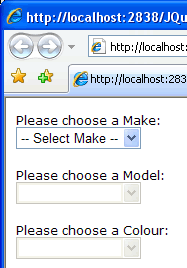 http://localhost:2838/JQu
http://localhost:
http://localhost:283
Please choose a Make:
-- Select Make --
Please choose a Model:
Please choose a Colour: